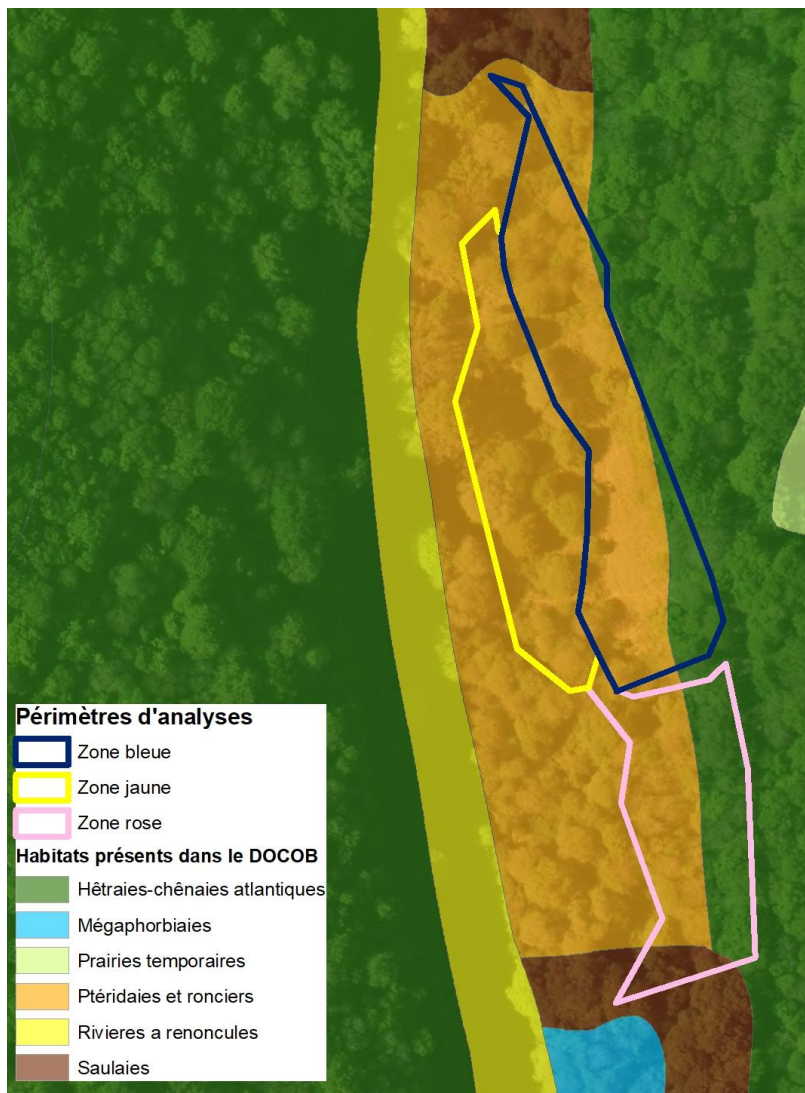 Périmètres d'analyses
Zone bleue
Zone jaune
Zone rose
Habitats présents dans le DOCOB
Hêtraies-chênaies atlantiques
Mégaphorbiaies
Prairies temporaires
Ptéridaies et ronciers
Rivieres a renoncules
Saulaies